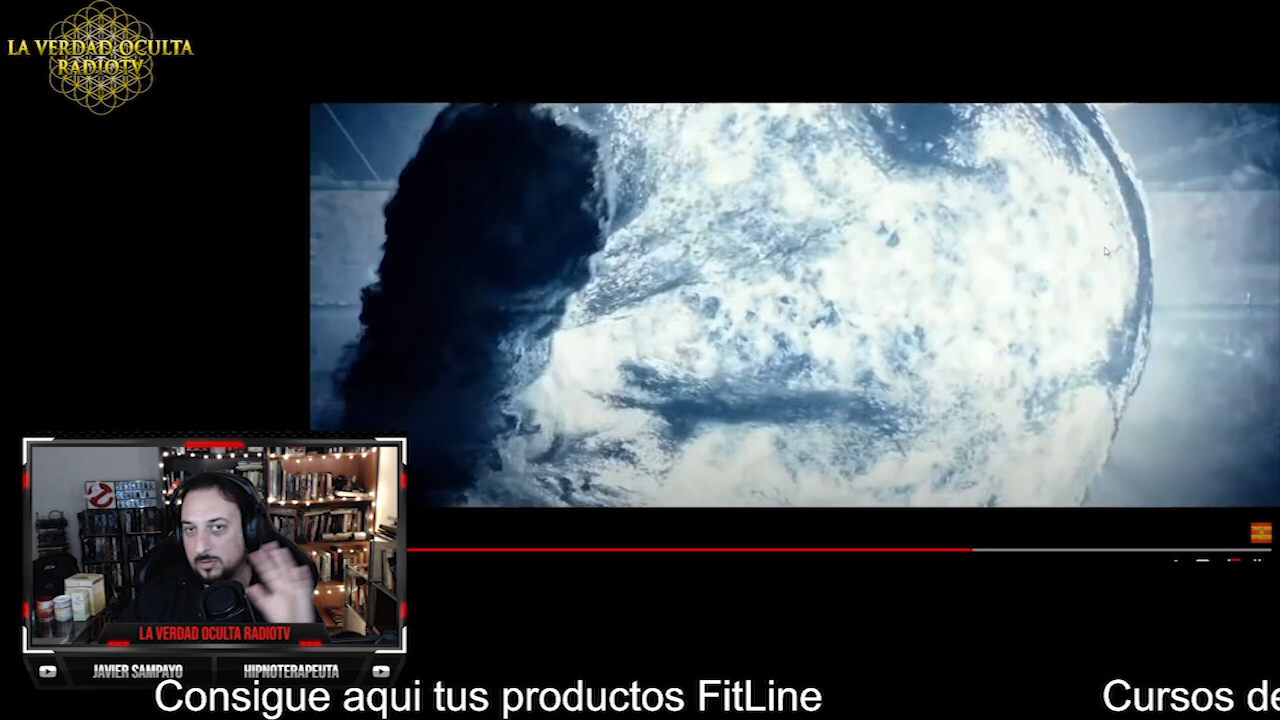 LA VERDAD OCULTA
RADIOTV
LA VERDAD OCULTA RADIOTV
JAVIER SAMPAYO
HIPNOTERAPEUTA
Consigue aqui tus productos FitLine
Cursos de